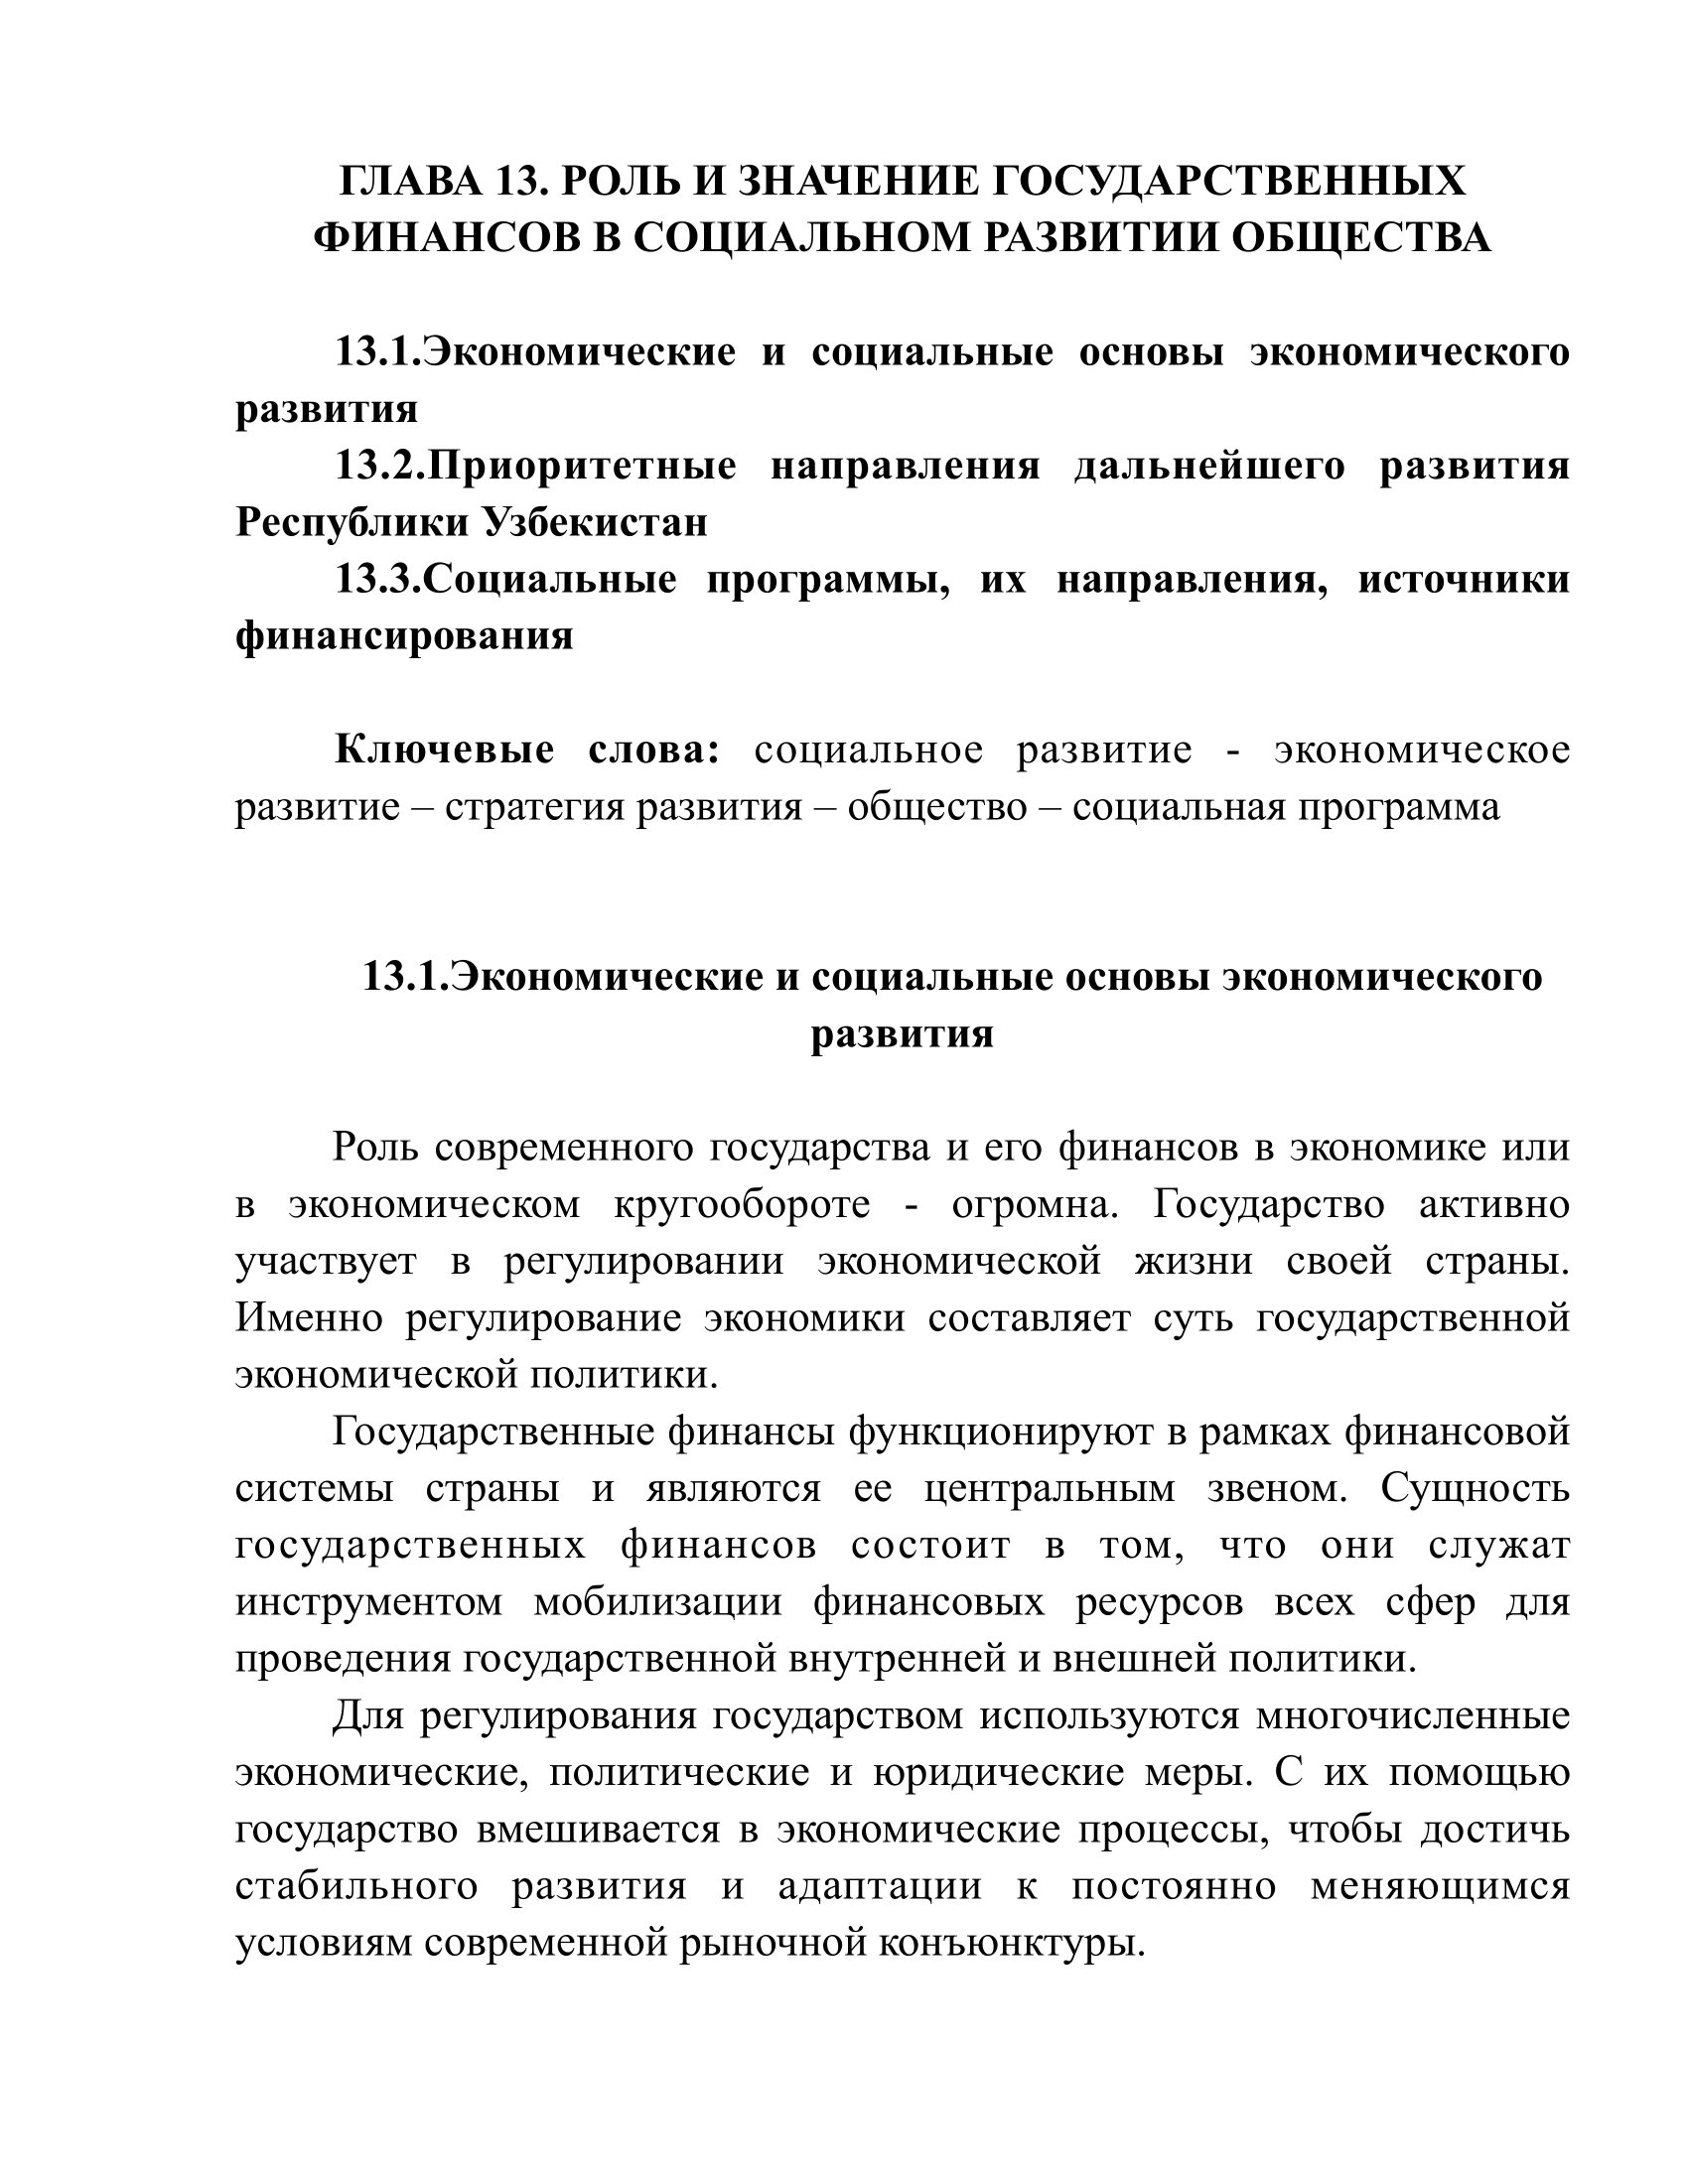 ГЛАВА 13. РОЛЬ И ЗНАЧЕНИЕ ГОСУДАРСТВЕННЫХ
ФИНАНСОВ В СОЦИАЛЬНОМ РАЗВИТИИ ОБЩЕСТВА
13.1.Экономические и социальные основы экономического
развития
13.2.Приоритетные направления дальнейшего развития
Республики Узбекистан
13.3.Социальные программы, их направления, источники
финансирования
Ключевые слова: социальное развитие - экономическое
развитие – стратегия развития – общество – социальная программа
13.1.Экономические и социальные основы экономического
развития
Роль современного государства и его финансов в экономике или
в экономическом кругообороте - огромна. Государство активно
участвует в регулировании экономической жизни своей страны.
Именно регулирование экономики составляет суть государственной
экономической политики.
Государственные финансы функционируют в рамках финансовой
системы страны и являются ее центральным звеном. Сущность
государственных финансов состоит в том, что они служат
инструментом мобилизации финансовых ресурсов всех сфер для
проведения государственной внутренней и внешней политики.
Для регулирования государством используются многочисленные
экономические, политические и юридические меры. С их помощью
государство вмешивается в экономические процессы, чтобы достичь
стабильного развития и адаптации к постоянно меняющимся
условиям современной рыночной конъюнктуры.